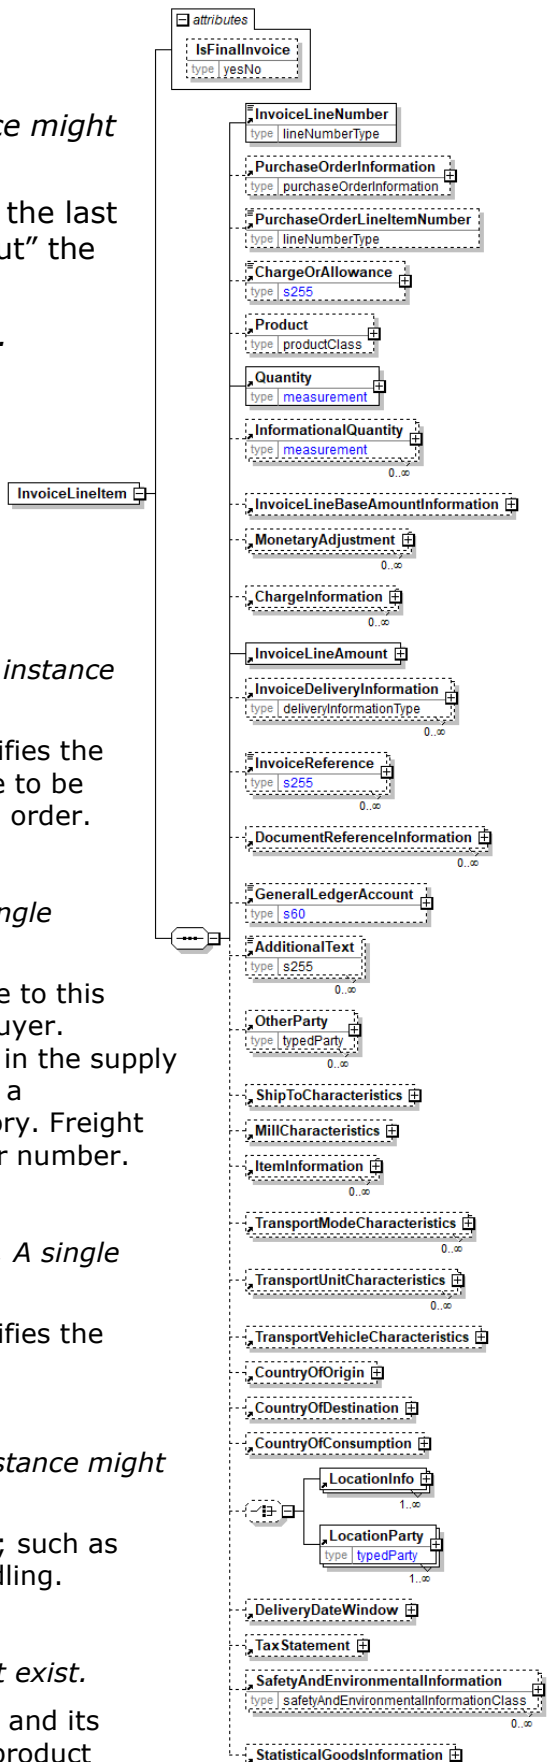 attributes
IsFinalInvoice
type yesNo
InvoiceLineNumber
type lineNumberType
ce might
PurchaseOrderInformation
type purchaseOrderInformation
the last
PurchaseOrderLineItemNumber
type lineNumberType
ut” the
ChargeOrAllowance
type s255
Product
type productClass
.
Quantity
type measurement
InformationalQuantity
type measurement
0..∞
InvoiceLineItem
InvoiceLineBaseAmountInformation
MonetaryAdjustment
0..∞
ChargeInformation
0..∞
InvoiceLineAmount
instance
InvoiceDeliveryInformation
type deliveryInformationType
0..∞
ifies the
InvoiceReference
type s255
e to be
0..∞
order.
DocumentReferenceInformation
0..∞
GeneralLedgerAccount
type s60
ngle
AdditionalText
type s255
0..∞
e to this
OtherParty
type typedParty
uyer.
0..∞
in the supply
ShipToCharacteristics
a
MillCharacteristics
ory. Freight
ItemInformation
r number.
0..∞
TransportModeCharacteristics
0..∞
A single
TransportUnitCharacteristics
0..∞
ifies the
TransportVehicleCharacteristics
CountryOfOrigin
CountryOfDestination
CountryOfConsumption
stance might
LocationInfo
1..∞
LocationParty
type typedParty
; such as
1..∞
dling.
DeliveryDateWindow
TaxStatement
t exist.
SafetyAndEnvironmentalInformation
type safetyAndEnvironmentalInformationClass
0..∞
and its
StatisticalGoodsInformation
product